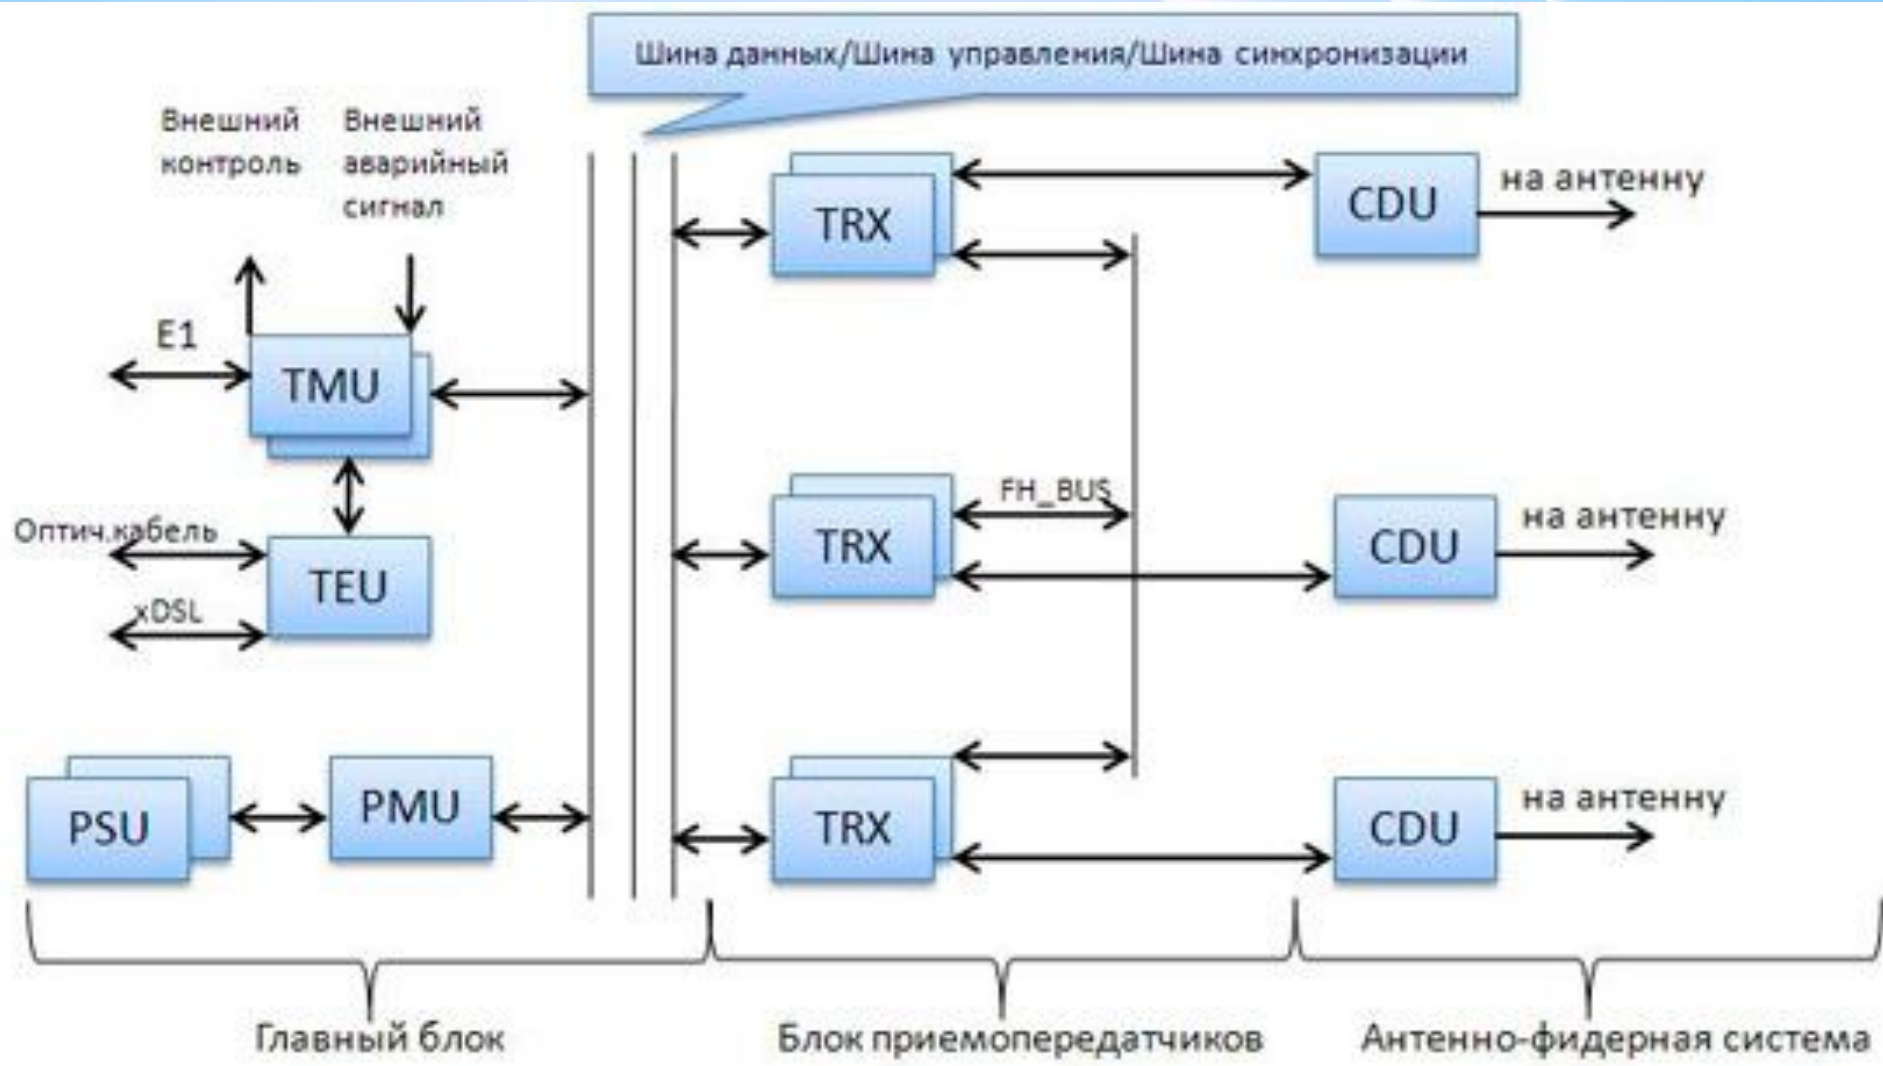 Шина данных/Шина управления/Шина синхронизации
Внешний
контроль
Внешний
аварийный
сигнал
E1
TMU
Оптич.кабель
TEU
xDSL
PSU
PMU
TRX
CDU
на антенну
TRX
FH_BUS
CDU
на антенну
TRX
CDU
на антенну
Главный блок
Блок приемопередатчиков
Антенно-фидерная система